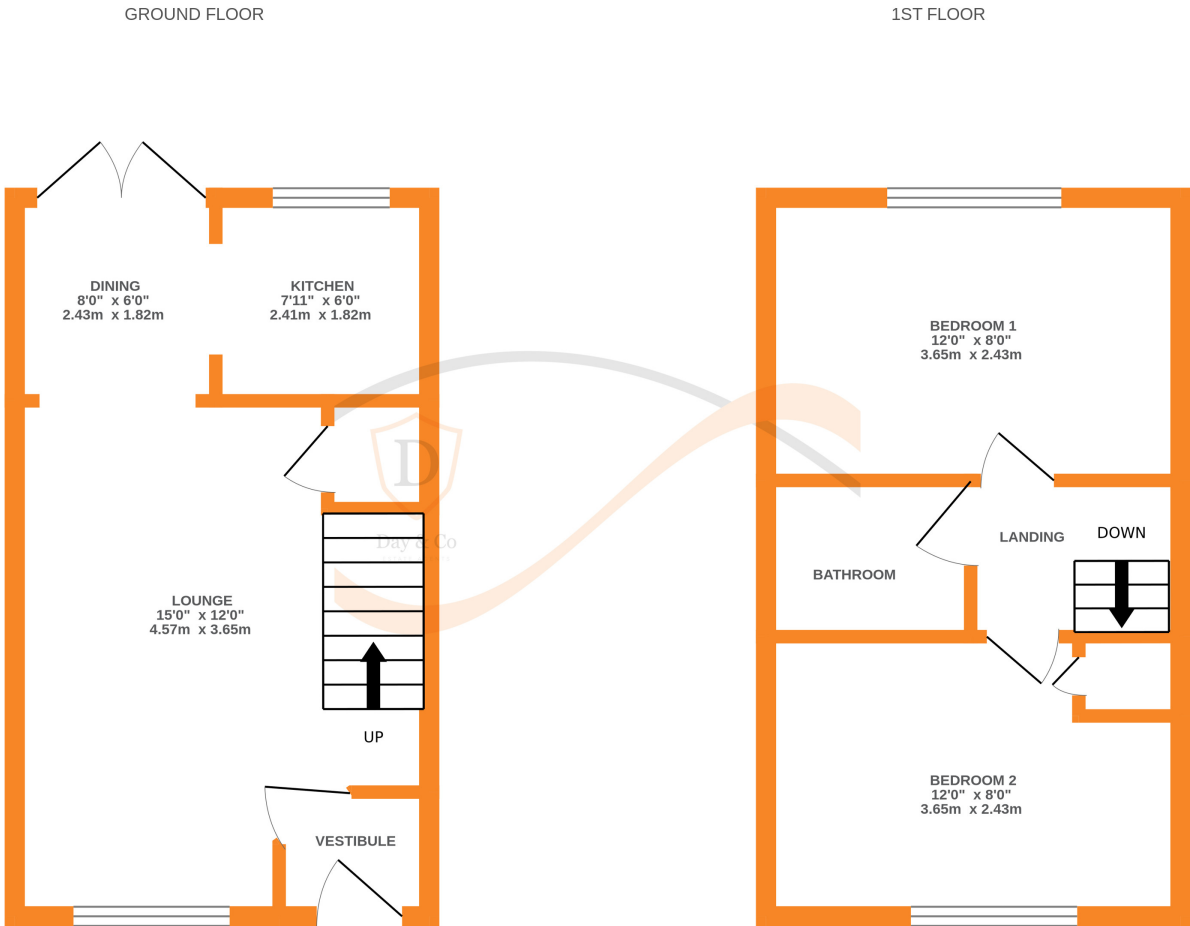 GROUND FLOOR
1ST FLOOR
DINING
8'0" x 6'0"
2.43m x 1.82m
KITCHEN
7'11" x 6'0"
2.41m x 1.82m
BEDROOM 1
12'0" x 8'0"
3.65m x 2.43m
D
Day & Co
LANDING
DOWN
BATHROOM
LOUNGE
15'0" x 12'0"
4.57m x 3.65m
UP
BEDROOM 2
12'0" x 8'0"
3.65m x 2.43m
VESTIBULE